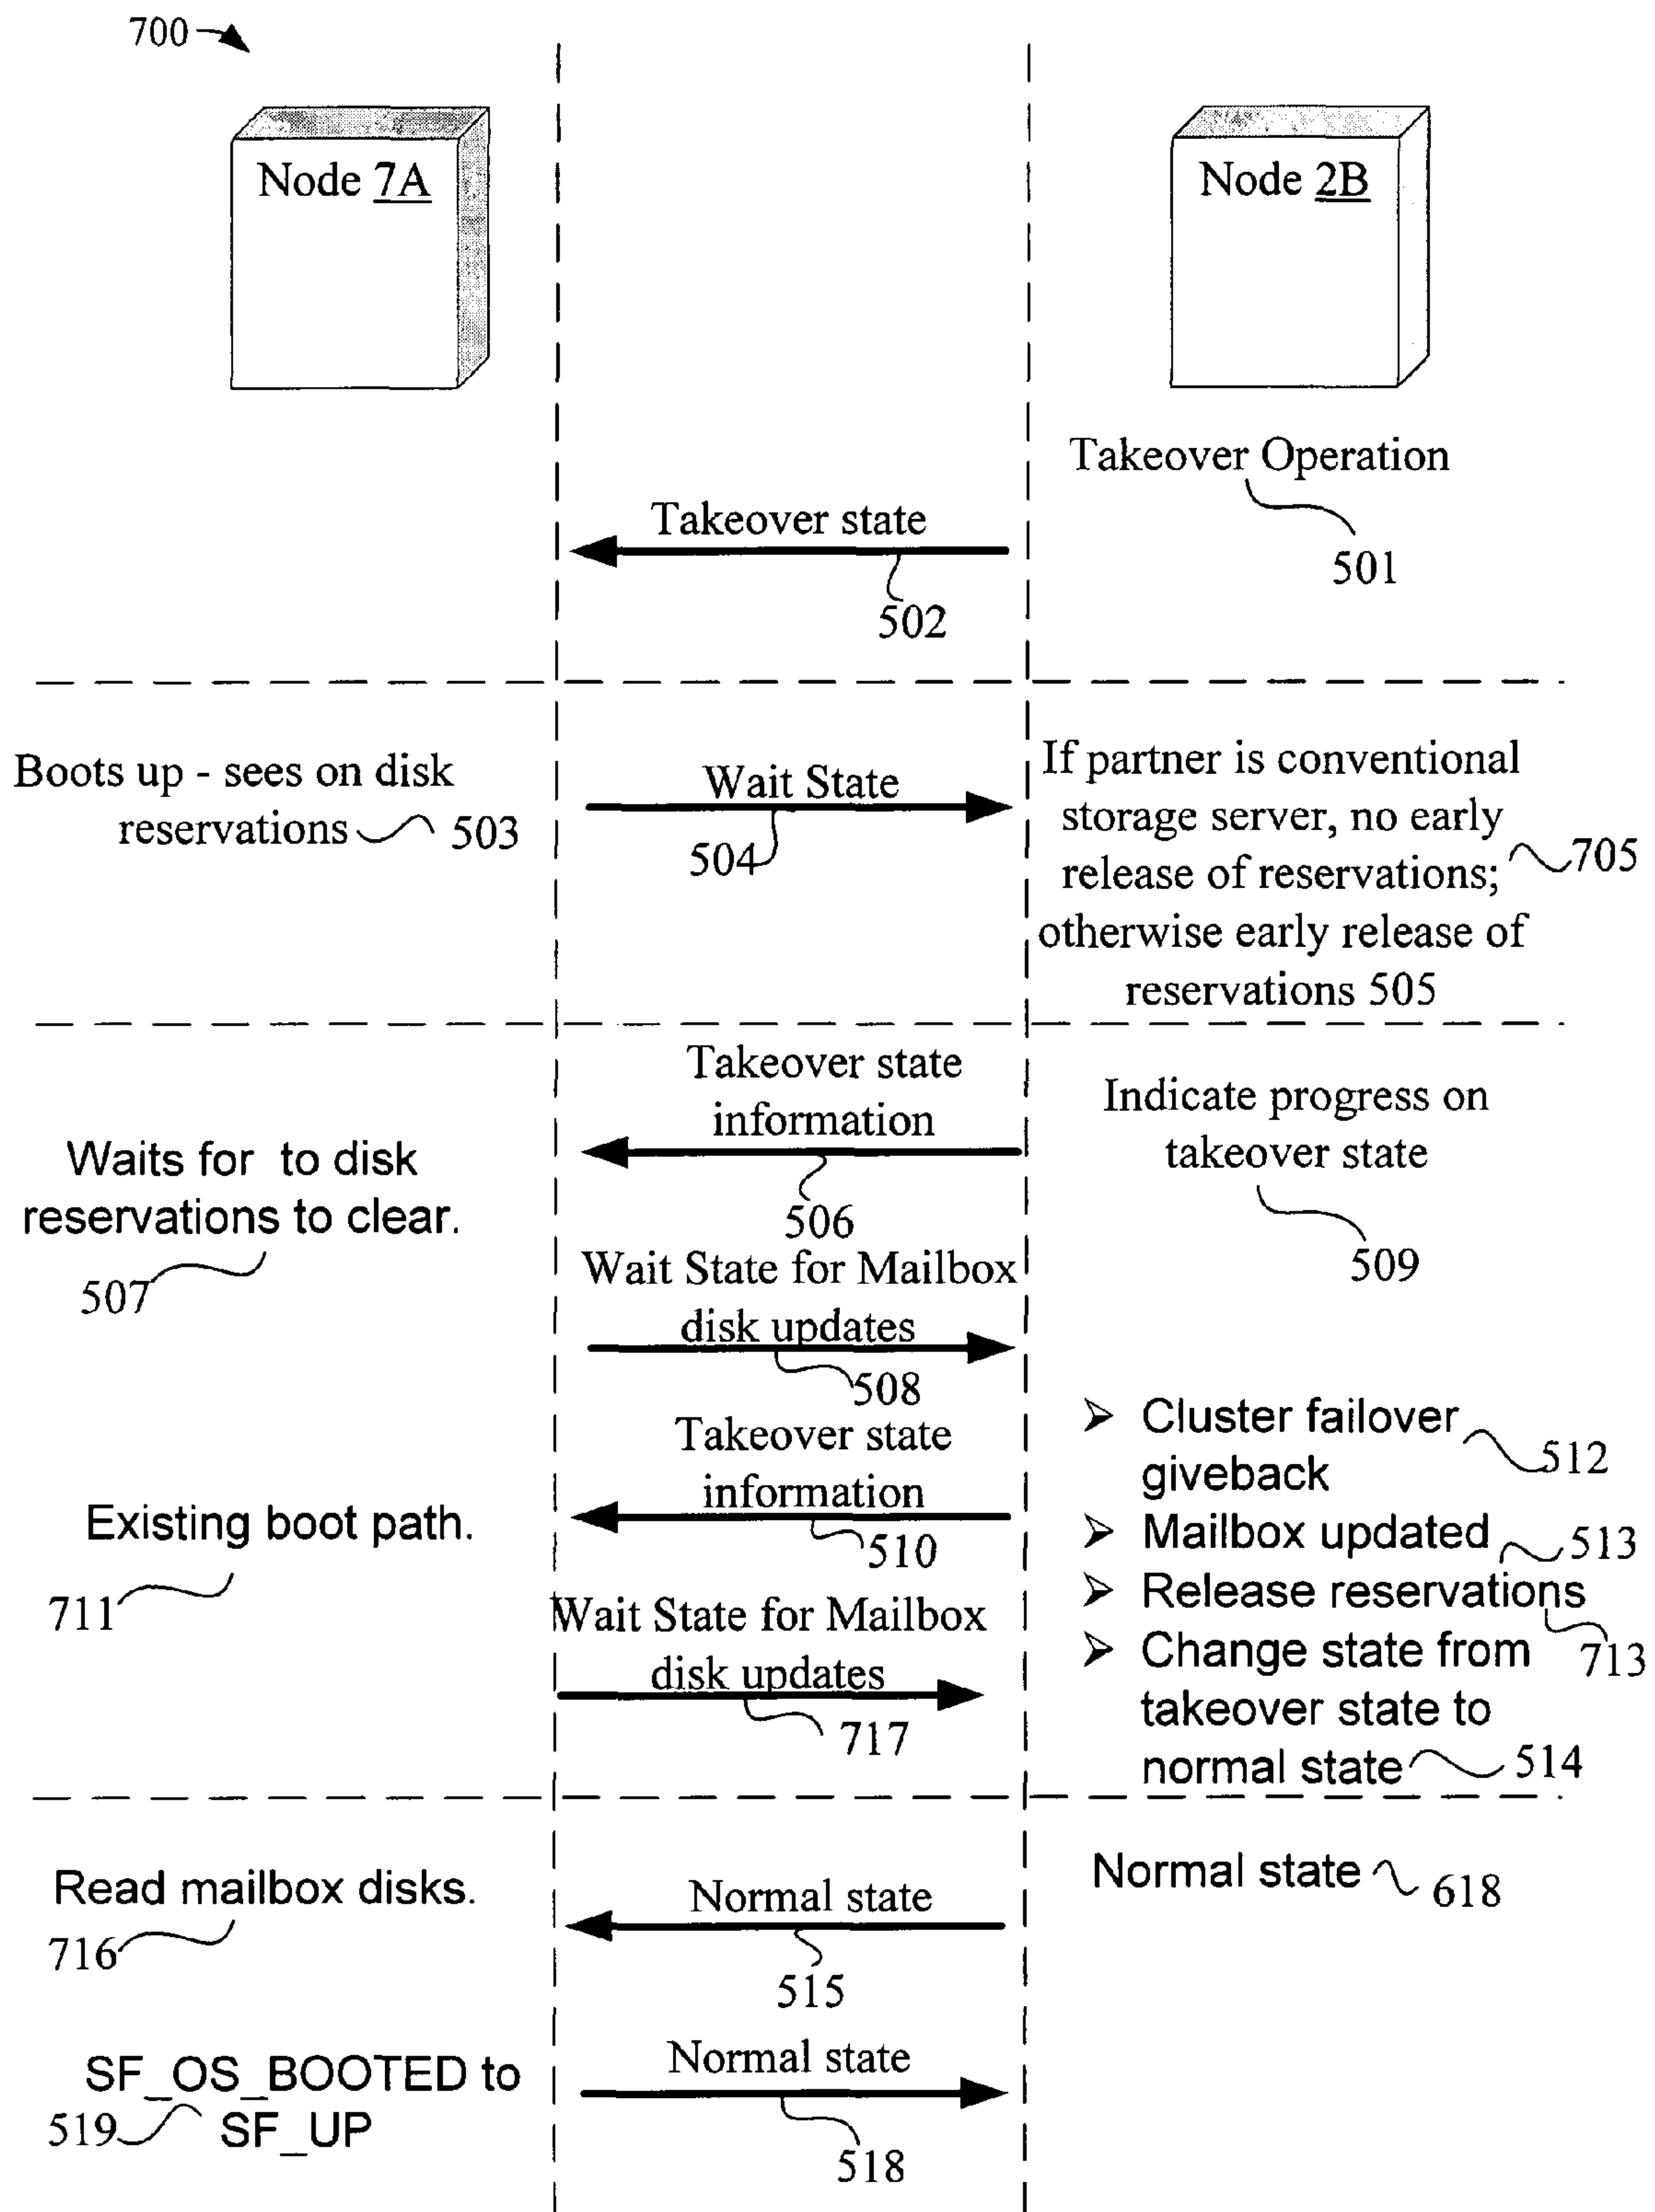 700
Node 7A
Node 2B
Takeover Operation
501
Takeover state
502
Boots up - sees on disk
reservations 503
Wait State
504
If partner is conventional
storage server, no early
release of reservations;
705
otherwise early release of
reservations 505
Takeover state
information
506
Indicate progress on
takeover state
509
Waits for to disk
reservations to clear.
507
Wait State for Mailbox
disk updates
508
Takeover state
information
510
Existing boot path.
711
➢ Cluster failover
giveback
512
➢ Mailbox updated 513
➢ Release reservations
713
➢ Change state from
takeover state to
normal state 514
Wait State for Mailbox
disk updates
717
Read mailbox disks.
716
Normal state
515
Normal state 618
SF_OS_BOOTED to
519 SF_UP
Normal state
518